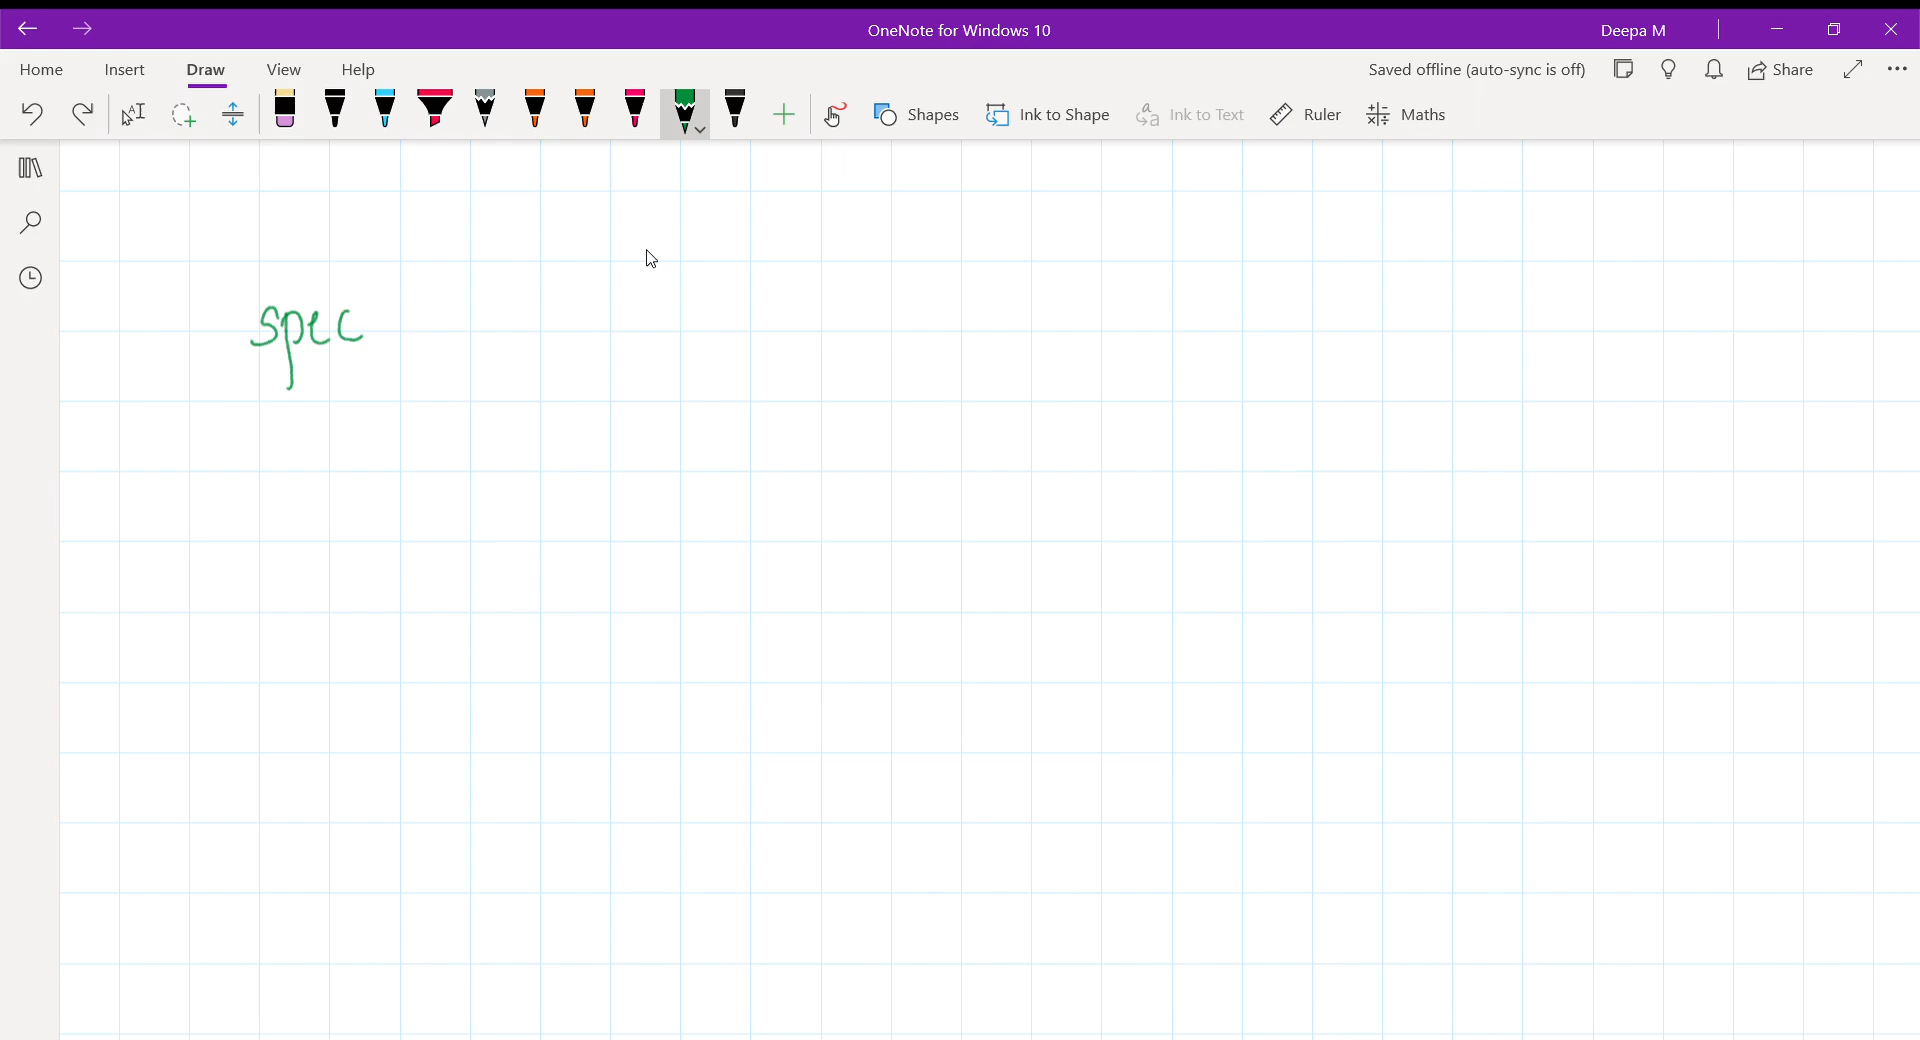 OneNote for Windows 10
Deepa M
Home Insert Draw View Help
Saved offline (auto-sync is off) Share
Shapes Ink to Shape Ink to Text Ruler Maths
spec